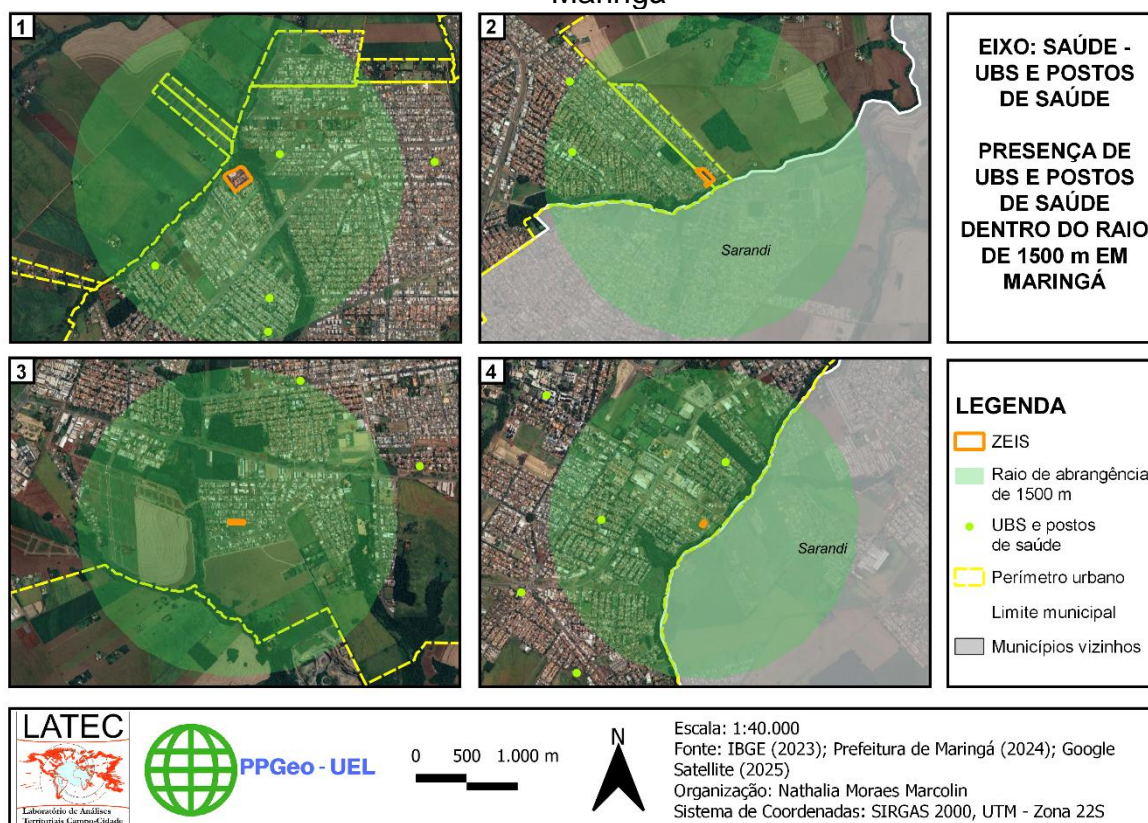 Maringá
1
2
Sarandi
EIXO: SAÚDE -
UBS E POSTOS
DE SAÚDE
PRESENÇA DE
UBS E POSTOS
DE SAÚDE
DENTRO DO RAIO
DE 1500 m EM
MARINGÁ
3
4
Sarandi
LEGENDA
ZEIS
Raio de abrangência
de 1500 m
UBS e postos
de saúde
Perímetro urbano
Limite municipal
Municípios vizinhos
LATEC
Laboratório de Análises
Territoriais Campo-Cidade
PPGeo - UEL
0 500 1.000 m
N
Escala: 1:40.000
Fonte: IBGE (2023); Prefeitura de Maringá (2024); Google
Satellite (2025)
Organização: Nathalia Moraes Marcolin
Sistema de Coordenadas: SIRGAS 2000, UTM - Zona 22S